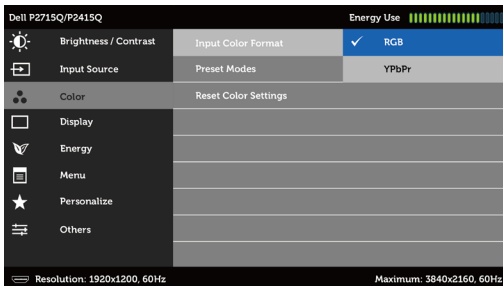 Dell P2715Q/P2415Q
Energy Use
Brightness / Contrast
Input Color Format
RGB
Input Source
Preset Modes
YPbPr
Color
Reset Color Settings
Display
Energy
Menu
Personalize
Others
Resolution: 1920x1200, 60Hz
Maximum: 3840x2160, 60Hz